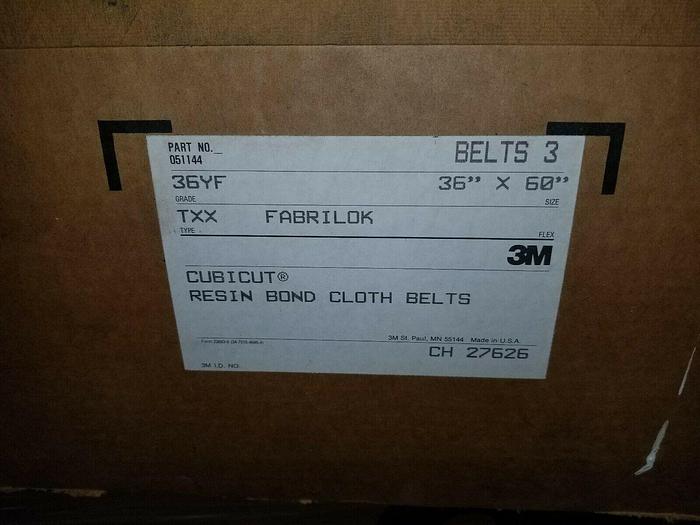 PART NO._ BELTS 3
051144
36YF 36" X 60"
GRADE SIZE
TXX FABRILOK
TYPE FLEX
3M
CUBICUT®
RESIN BOND CLOTH BELTS
3M St. Paul, MN 55144 Made in U.S.A.
CH 27626
3M I.D. NO.